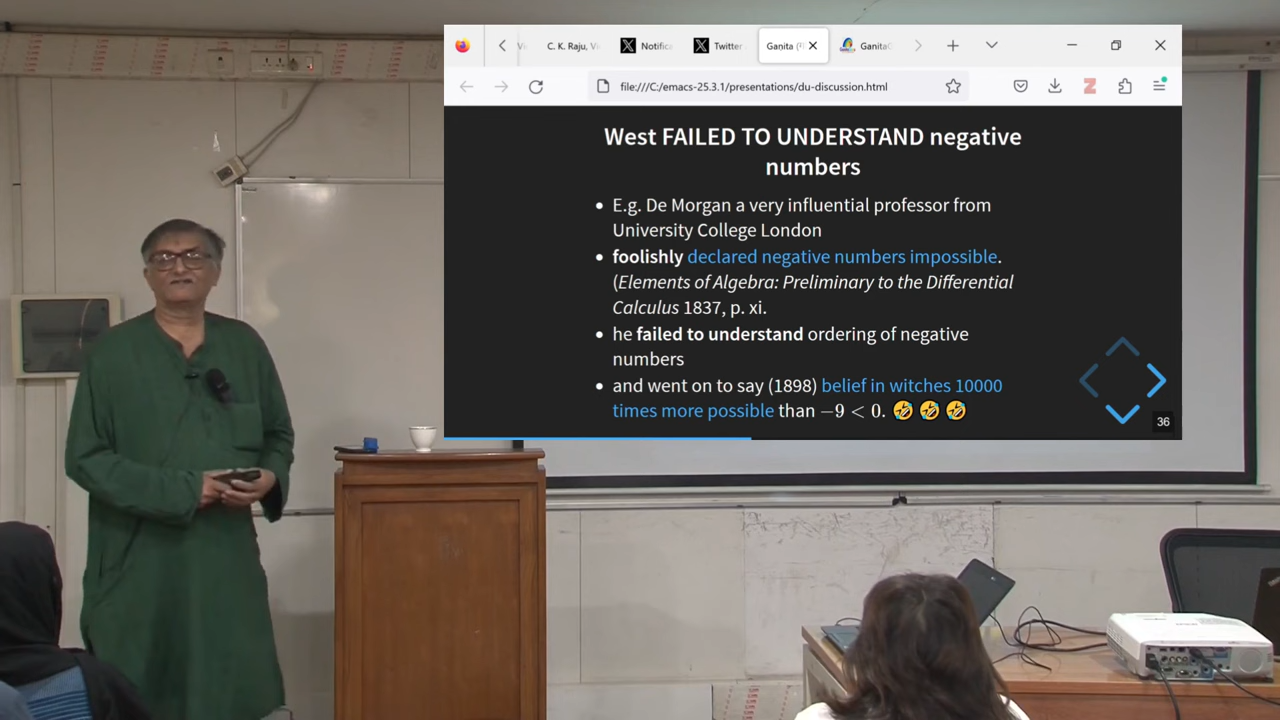 C. K. Raju, Vi
Notifica
Twitter
Gaṇita (
GanitaC
file:///C:/emacs-25.3.1/presentations/du-discussion.html
West FAILED TO UNDERSTAND negative
numbers
• E.g. De Morgan a very influential professor from
University College London
• foolishly declared negative numbers impossible.
(Elements of Algebra: Preliminary to the Differential
Calculus 1837, p. xi.
• he failed to understand ordering of negative
numbers
• and went on to say (1898) belief in witches 10000
times more possible than −9 < 0. 🤣 🤣 🤣
36